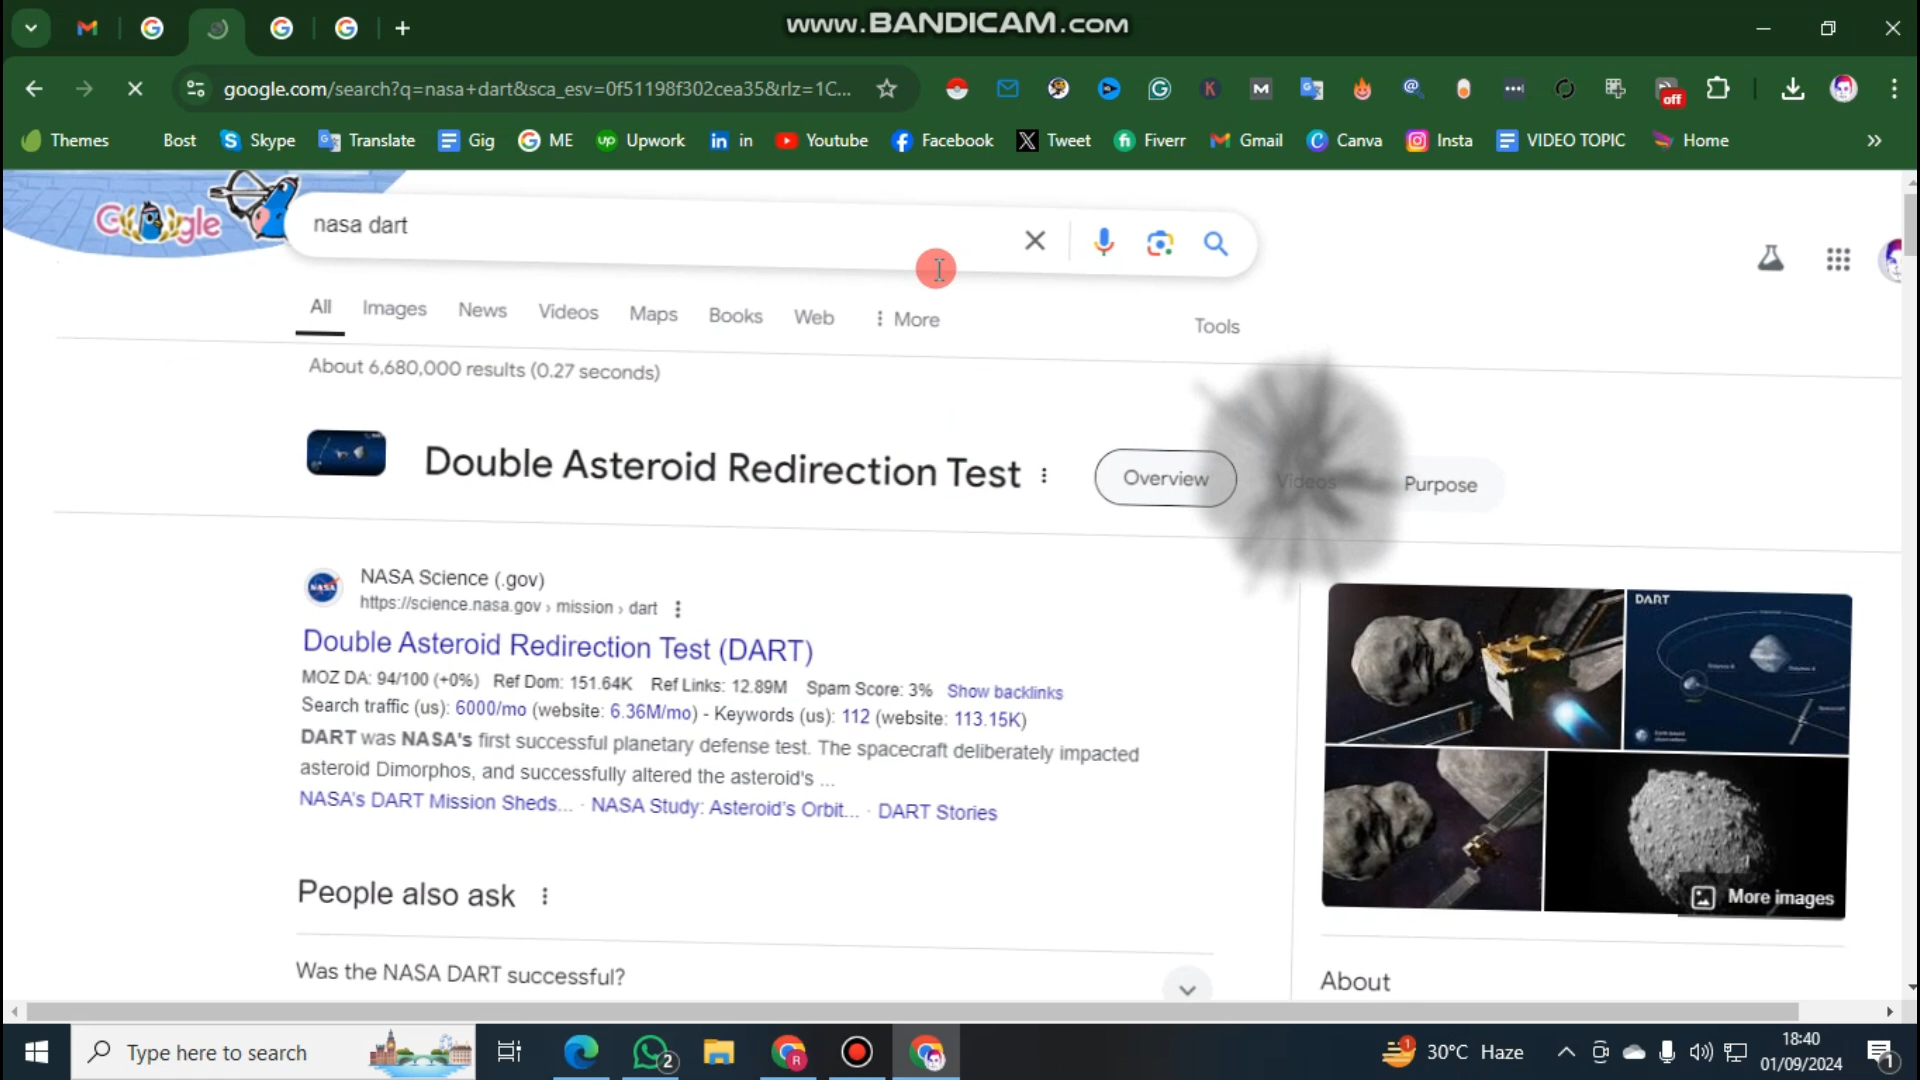 www.BANDICAM.com
google.com/search?q=nasa+dart&sca_esv=0f51198f302cea35&rlz=1C...
off
Themes Bost Skype Translate Gig ME Upwork in Youtube Facebook Tweet Fiverr Gmail Canva Insta VIDEO TOPIC Home
Google
nasa dart
All Images News Videos Maps Books Web More Tools
About 6,680,000 results (0.27 seconds)
Double Asteroid Redirection Test Overview Videos Purpose
NASA Science (.gov)
https://science.nasa.gov › mission › dart
Double Asteroid Redirection Test (DART)
MOZ DA: 94/100 (+0%) Ref Dom: 151.64K Ref Links: 12.89M Spam Score: 3% Show backlinks
Search traffic (us): 6000/mo (website: 6.36M/mo) - Keywords (us): 112 (website: 113.15K)
DART was NASA's first successful planetary defense test. The spacecraft deliberately impacted
asteroid Dimorphos, and successfully altered the asteroid's ...
NASA's DART Mission Sheds... · NASA Study: Asteroid's Orbit... · DART Stories
DART
More images
People also ask
Was the NASA DART successful?
About
Type here to search
2
1
30°C Haze
18:40
01/09/2024
1